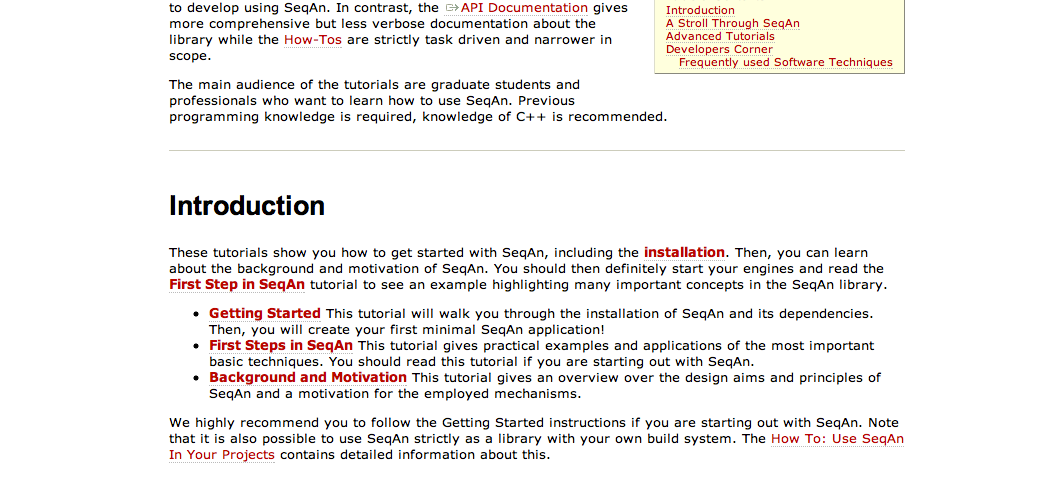 to develop using SeqAn. In contrast, the API Documentation gives
more comprehensive but less verbose documentation about the
library while the How-Tos are strictly task driven and narrower in
scope.
Introduction
A Stroll Through SeqAn
Advanced Tutorials
Developers Corner
Frequently used Software Techniques
The main audience of the tutorials are graduate students and
professionals who want to learn how to use SeqAn. Previous
programming knowledge is required, knowledge of C++ is recommended.
Introduction
These tutorials show you how to get started with SeqAn, including the installation. Then, you can learn
about the background and motivation of SeqAn. You should then definitely start your engines and read the
First Step in SeqAn tutorial to see an example highlighting many important concepts in the SeqAn library.
• Getting Started This tutorial will walk you through the installation of SeqAn and its dependencies.
Then, you will create your first minimal SeqAn application!
• First Steps in SeqAn This tutorial gives practical examples and applications of the most important
basic techniques. You should read this tutorial if you are starting out with SeqAn.
• Background and Motivation This tutorial gives an overview over the design aims and principles of
SeqAn and a motivation for the employed mechanisms.
We highly recommend you to follow the Getting Started instructions if you are starting out with SeqAn. Note
that it is also possible to use SeqAn strictly as a library with your own build system. The How To: Use SeqAn
In Your Projects contains detailed information about this.